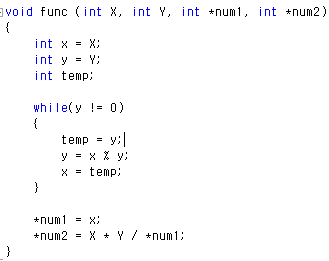 void func (int X, int Y, int *num1, int *num2)
{
    int x = X;
    int y = Y;
    int temp;

    while(y != 0)
    {
        temp = y;
        y = x % y;
        x = temp;
    }

    *num1 = x;
    *num2 = X * Y / *num1;
}